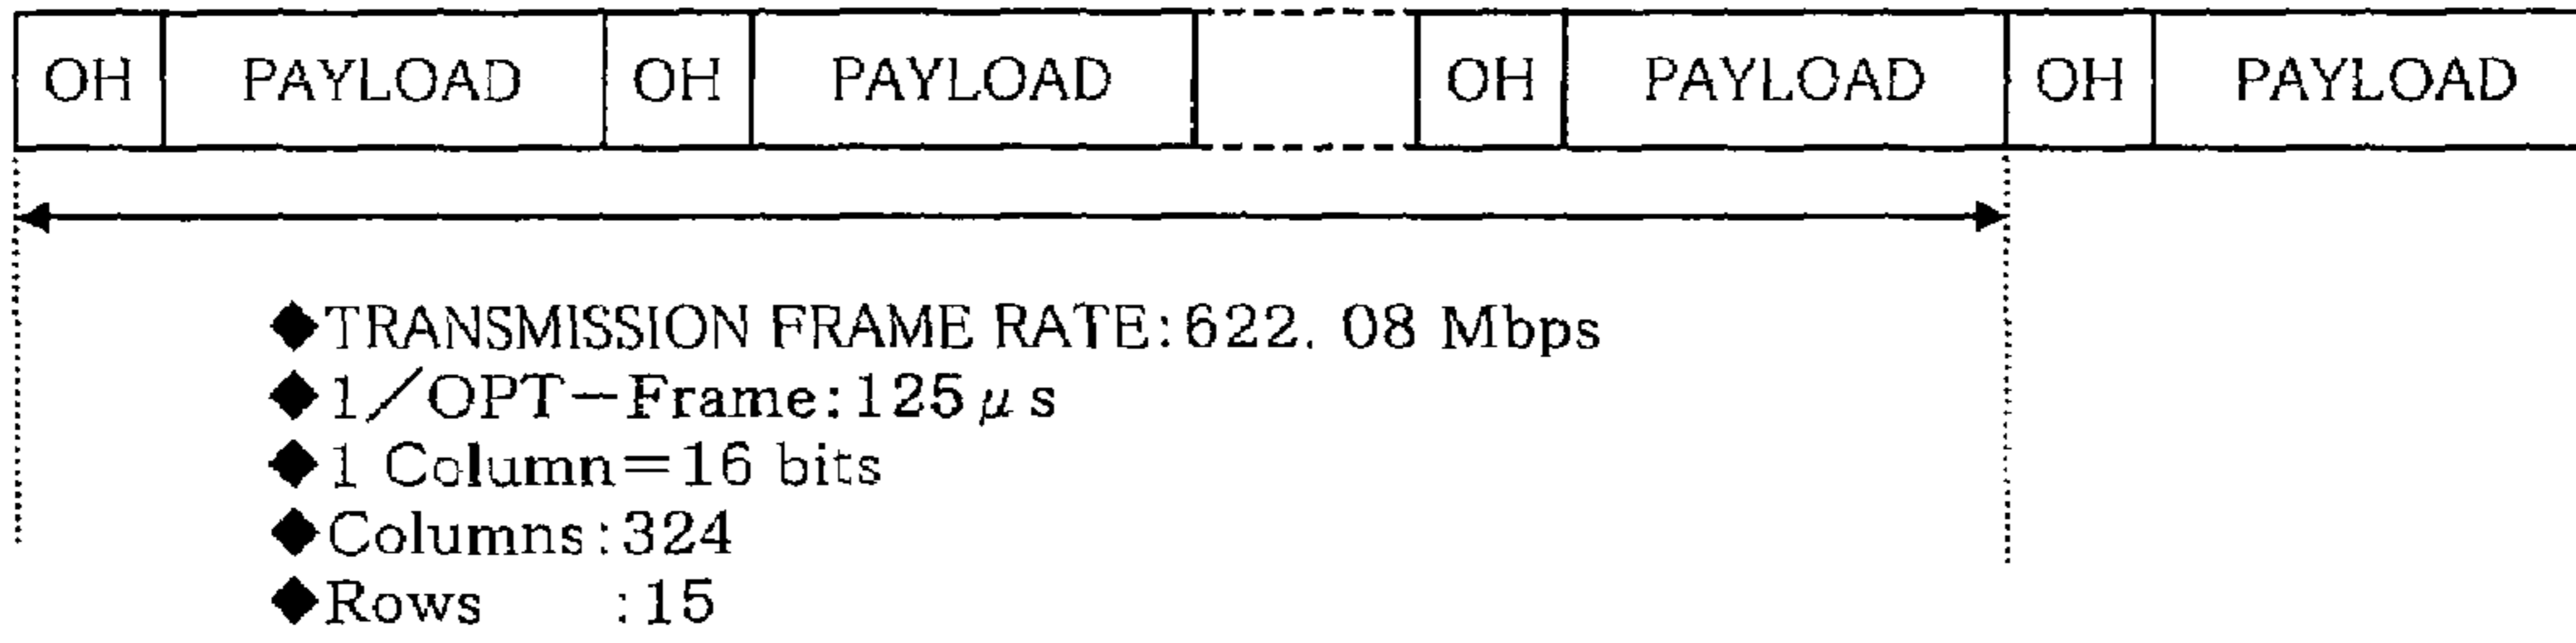 OH PAYLOAD OH PAYLOAD OH PAYLOAD OH PAYLOAD
◆TRANSMISSION FRAME RATE:622. 08 Mbps
◆1/OPT-Frame:125μs
◆1 Column=16 bits
◆Columns:324
◆Rows :15